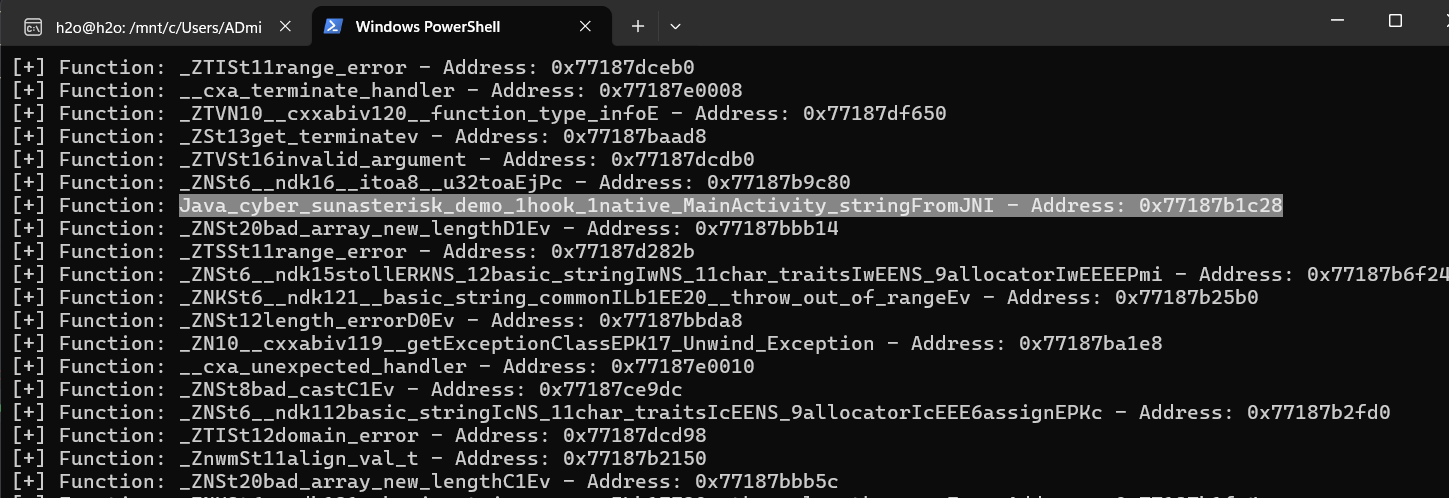 h2o@h2o: /mnt/c/Users/ADmi
Windows PowerShell
[+] Function: _ZTISt11range_error - Address: 0x77187dceb0
[+] Function: __cxa_terminate_handler - Address: 0x77187e0008
[+] Function: _ZTVN10__cxxabiv120__function_type_infoE - Address: 0x77187df650
[+] Function: _ZSt13get_terminatev - Address: 0x77187baad8
[+] Function: _ZTVSt16invalid_argument - Address: 0x77187dcdb0
[+] Function: _ZNSt6__ndk16__itoa8__u32toaEjPc - Address: 0x77187b9c80
[+] Function: Java_cyber_sunasterisk_demo_1hook_1native_MainActivity_stringFromJNI - Address: 0x77187b1c28
[+] Function: _ZNSt20bad_array_new_lengthD1Ev - Address: 0x77187bbb14
[+] Function: _ZTSSt11range_error - Address: 0x77187d282b
[+] Function: _ZNSt6__ndk15stollERKNS_12basic_stringIwNS_11char_traitsIwEENS_9allocatorIwEEEEPmi - Address: 0x77187b6f24
[+] Function: _ZNKSt6__ndk121__basic_string_commonILb1EE20__throw_out_of_rangeEv - Address: 0x77187b25b0
[+] Function: _ZNSt12length_errorD0Ev - Address: 0x77187bbda8
[+] Function: _ZN10__cxxabiv119__getExceptionClassEPK17_Unwind_Exception - Address: 0x77187ba1e8
[+] Function: __cxa_unexpected_handler - Address: 0x77187e0010
[+] Function: _ZNSt8bad_castC1Ev - Address: 0x77187ce9dc
[+] Function: _ZNSt6__ndk112basic_stringIcNS_11char_traitsIcEENS_9allocatorIcEEE6assignEPKc - Address: 0x77187b2fd0
[+] Function: _ZTISt12domain_error - Address: 0x77187dcd98
[+] Function: _ZnwmSt11align_val_t - Address: 0x77187b2150
[+] Function: _ZNSt20bad_array_new_lengthC1Ev - Address: 0x77187bbb5c